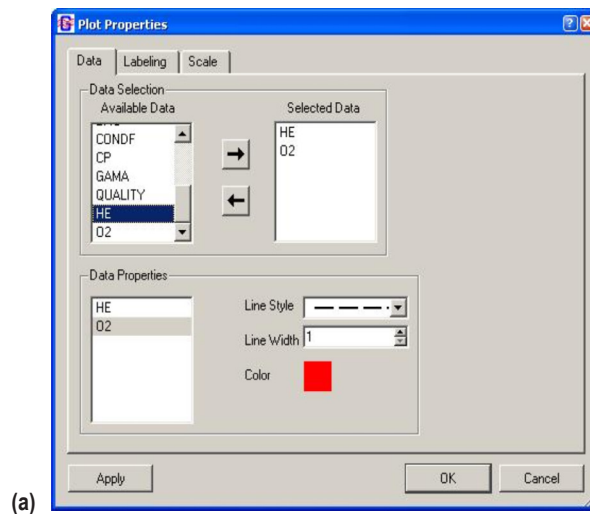 Plot Properties
Data Labeling Scale
Data Selection
Available Data
Selected Data
CONDF
CP
GAMA
QUALITY
HE
O2
HE
O2
Data Properties
HE
O2
Line Style
Line Width 1
Color
Apply OK Cancel
(a)